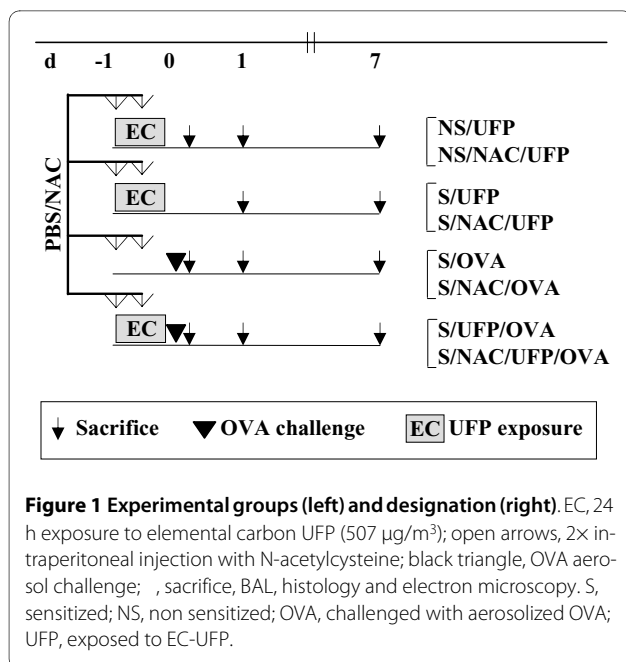 d -1 0 1 7
PBS/NAC
EC
NS/UFP
NS/NAC/UFP
EC
S/UFP
S/NAC/UFP
S/OVA
S/NAC/OVA
EC
S/UFP/OVA
S/NAC/UFP/OVA
Sacrifice OVA challenge EC UFP exposure
Figure 1 Experimental groups (left) and designation (right). EC, 24
h exposure to elemental carbon UFP (507 μg/m³); open arrows, 2× in-
traperitoneal injection with N-acetylcysteine; black triangle, OVA aero-
sol challenge; , sacrifice, BAL, histology and electron microscopy. S,
sensitized; NS, non sensitized; OVA, challenged with aerosolized OVA;
UFP, exposed to EC-UFP.